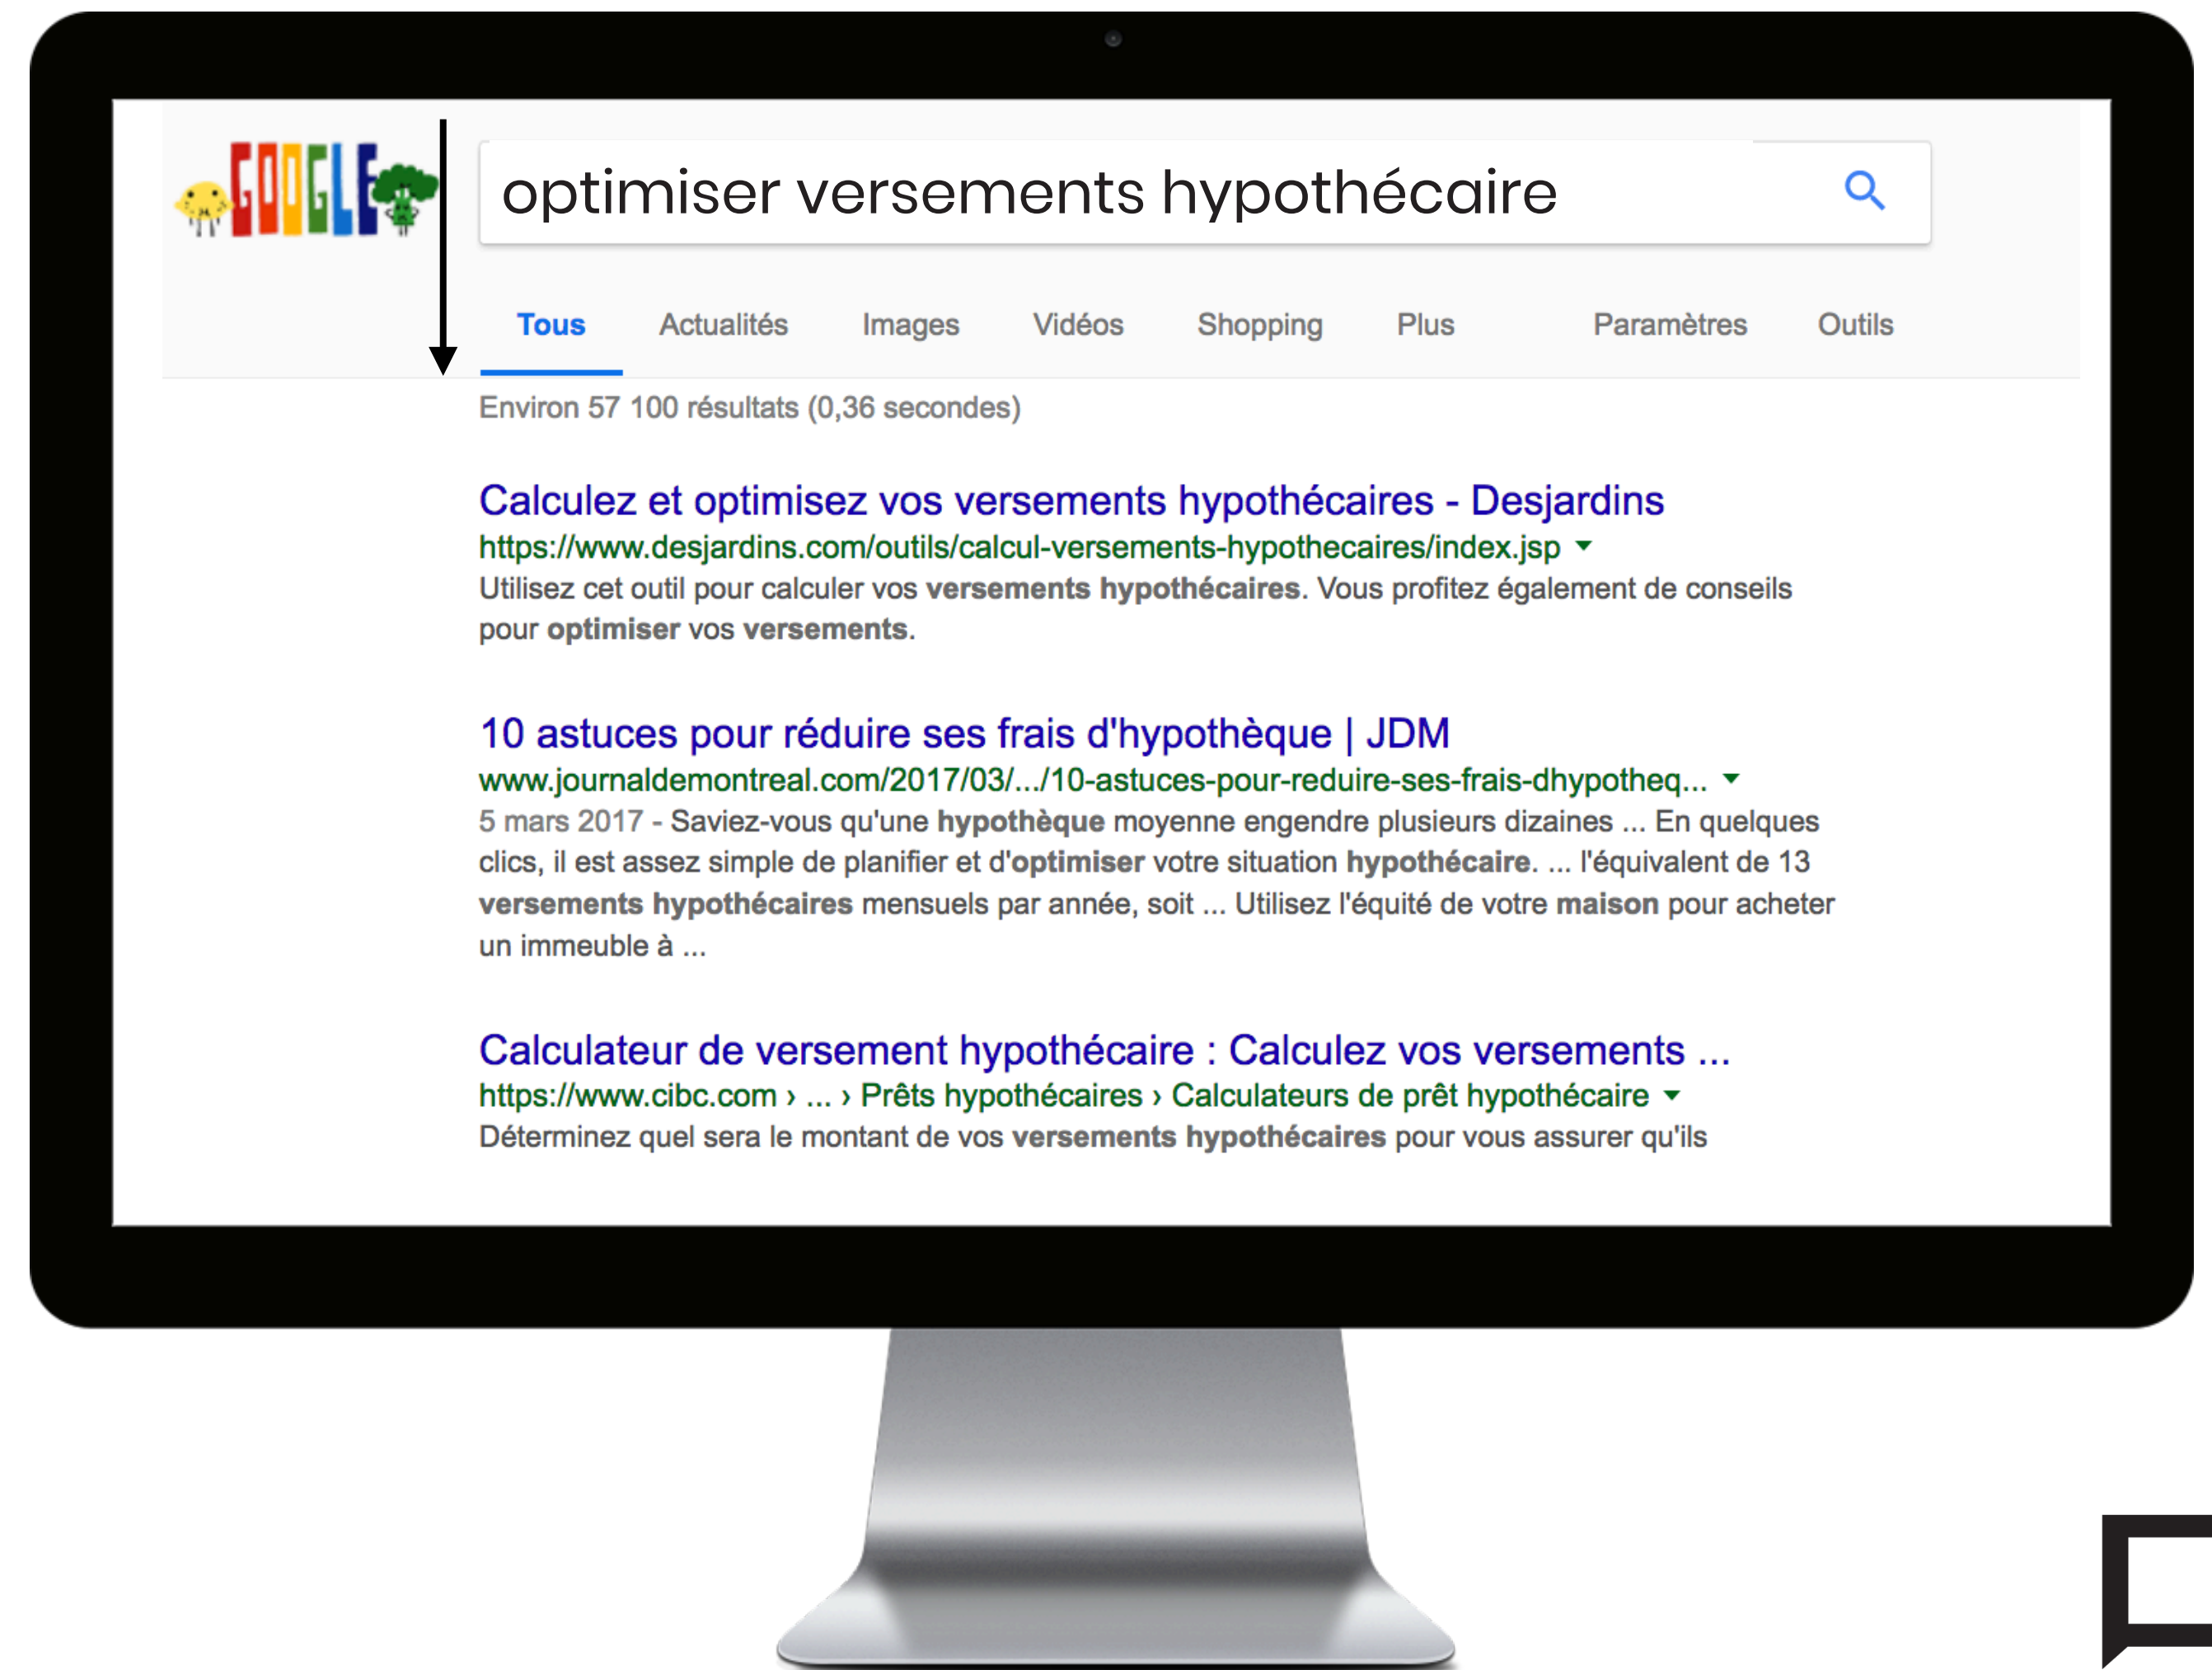 GOOGLE
optimiser versements hypothécaire
Tous Actualités Images Vidéos Shopping Plus Paramètres Outils
Environ 57 100 résultats (0,36 secondes)
Calculez et optimisez vos versements hypothécaires - Desjardins
https://www.desjardins.com/outils/calcul-versements-hypothecaires/index.jsp
Utilisez cet outil pour calculer vos versements hypothécaires. Vous profitez également de conseils
pour optimiser vos versements.
10 astuces pour réduire ses frais d'hypothèque | JDM
www.journaldemontreal.com/2017/03/.../10-astuces-pour-reduire-ses-frais-dhypotheq...
5 mars 2017 - Saviez-vous qu'une hypothèque moyenne engendre plusieurs dizaines ... En quelques
clics, il est assez simple de planifier et d'optimiser votre situation hypothécaire. ... l'équivalent de 13
versements hypothécaires mensuels par année, soit ... Utilisez l'équité de votre maison pour acheter
un immeuble à ...
Calculateur de versement hypothécaire : Calculez vos versements ...
https://www.cibc.com › ... › Prêts hypothécaires › Calculateurs de prêt hypothécaire
Déterminez quel sera le montant de vos versements hypothécaires pour vous assurer qu'ils